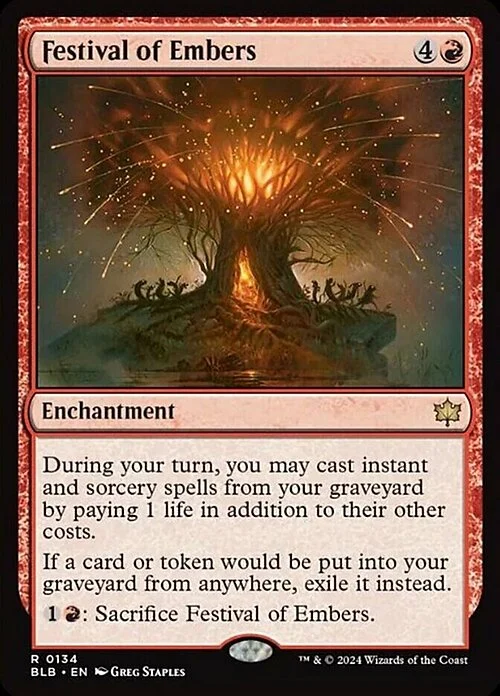 Festival of Embers 4
Enchantment
During your turn, you may cast instant
and sorcery spells from your graveyard
by paying 1 life in addition to their other
costs.
If a card or token would be put into your
graveyard from anywhere, exile it instead.
1 : Sacrifice Festival of Embers.
R 0134
™ & © 2024 Wizards of the Coast
BLB • EN Greg Staples